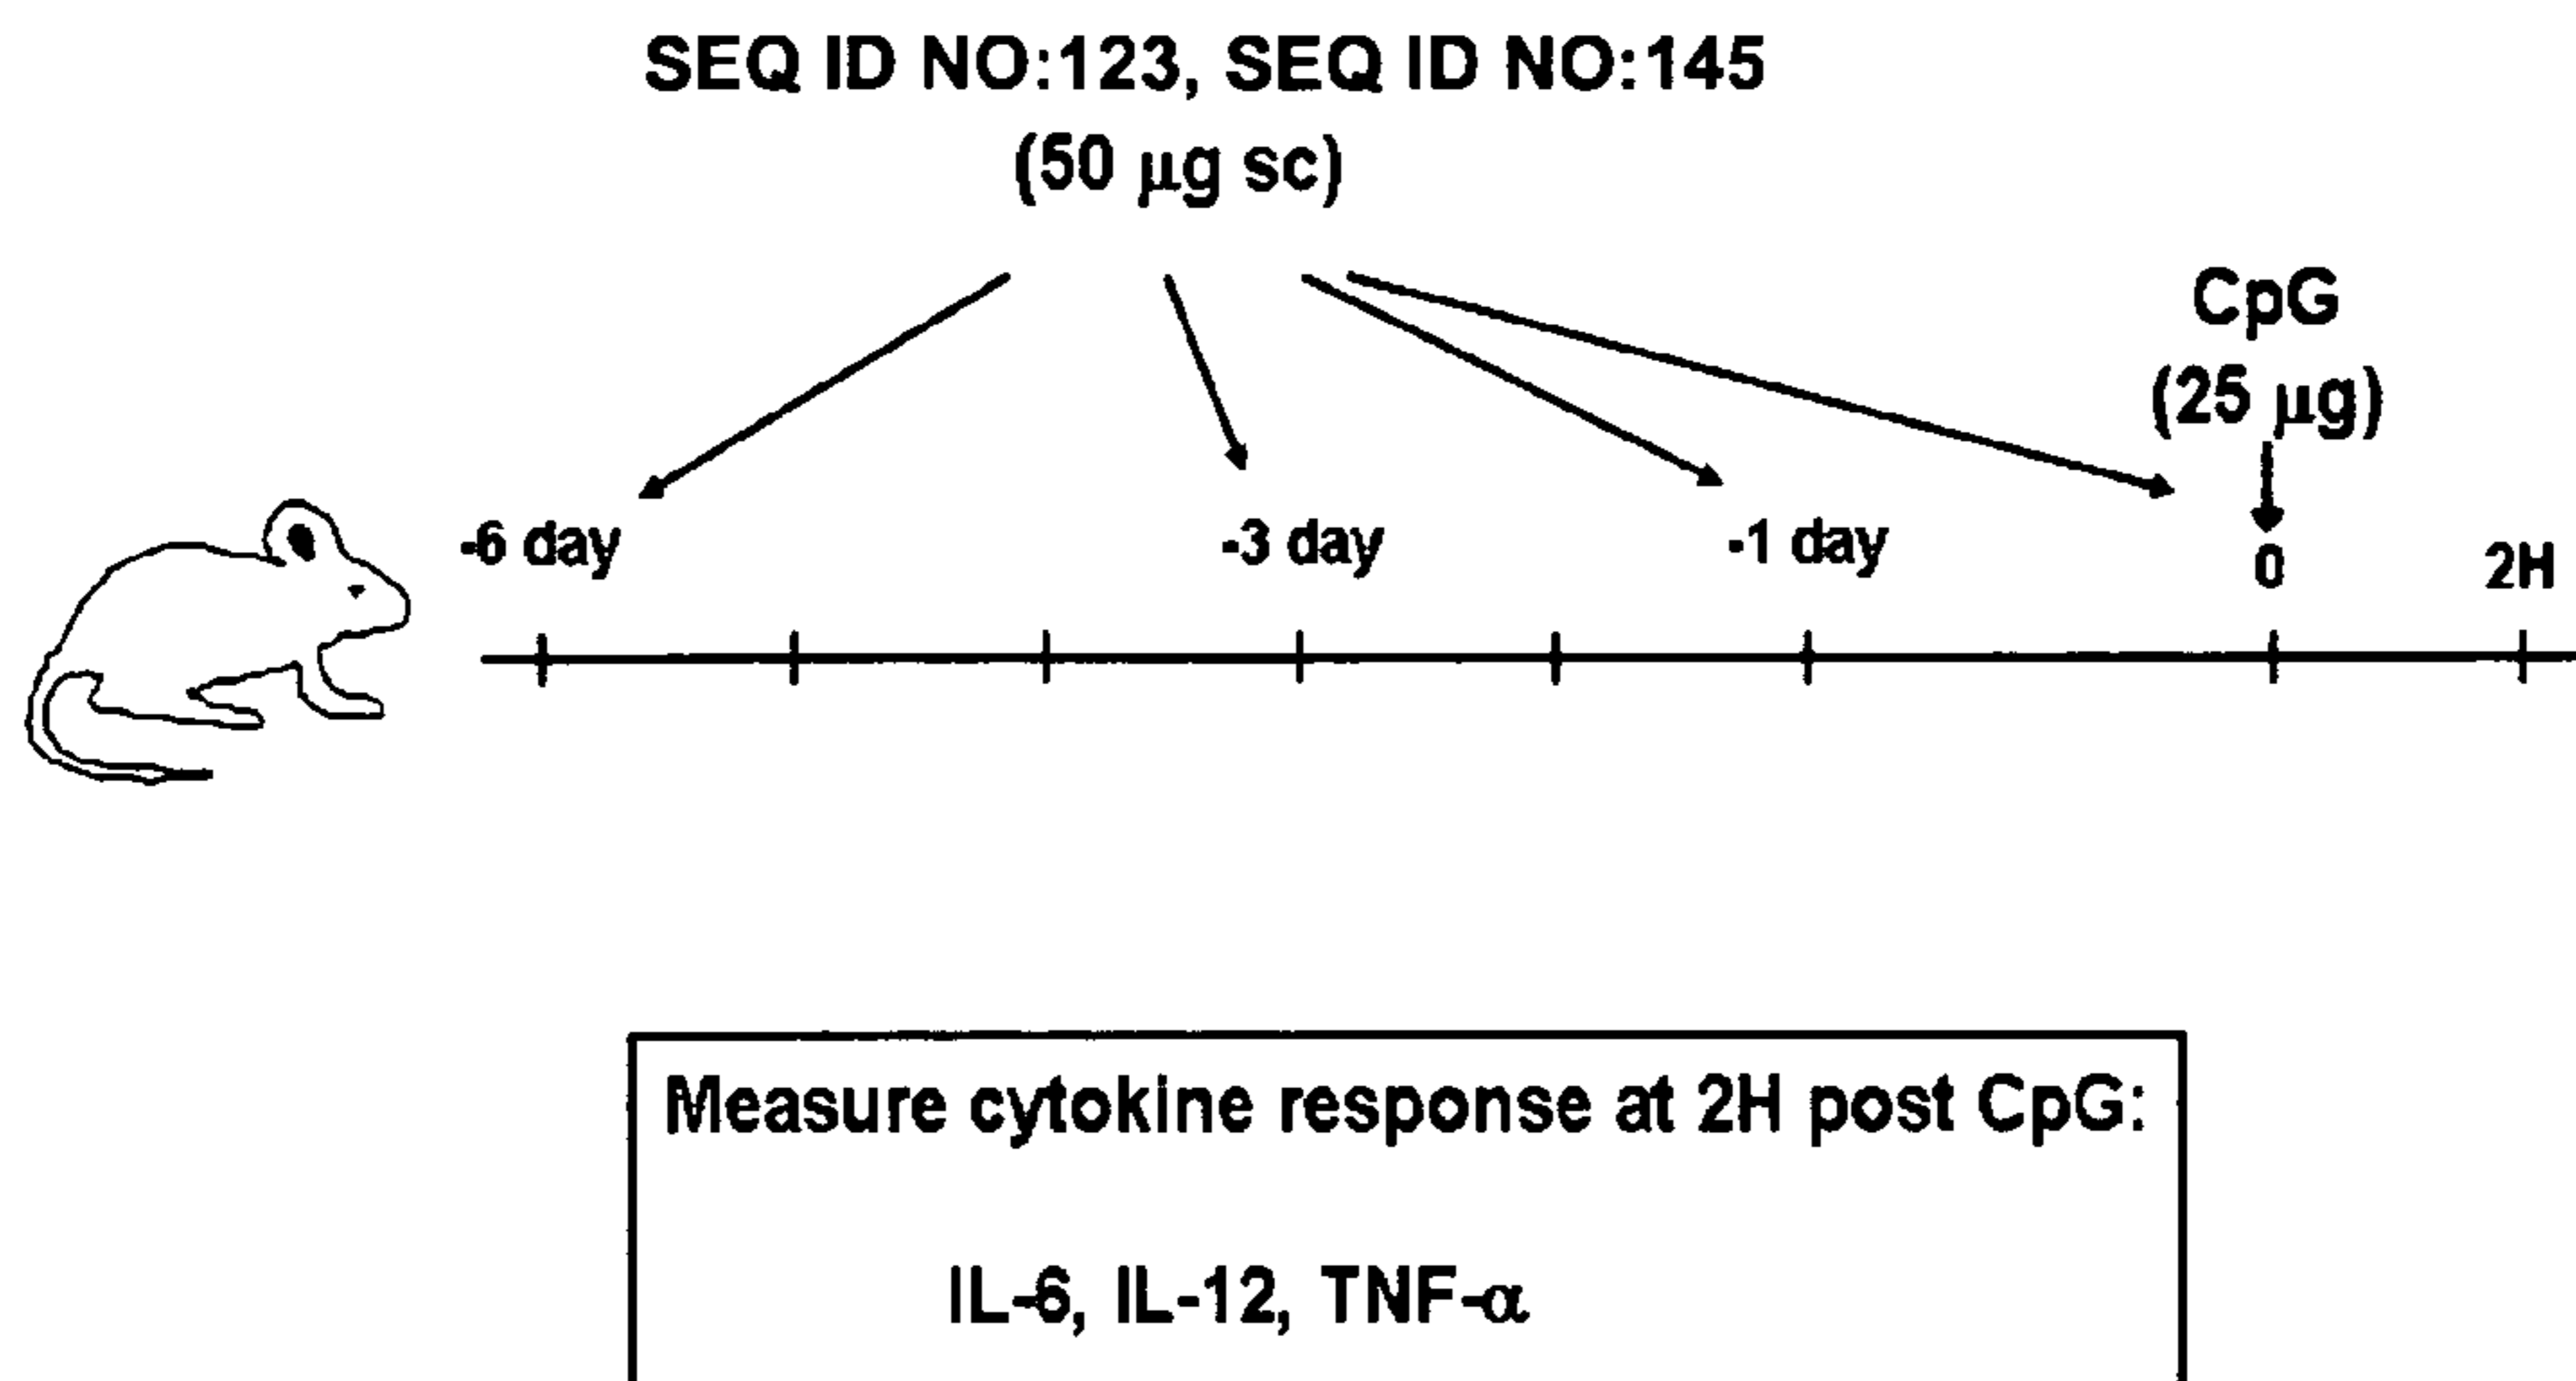 SEQ ID NO:123, SEQ ID NO:145
(50 μg sc)
CpG
(25 μg)
-6 day
-3 day
-1 day
0
2H
Measure cytokine response at 2H post CpG:
IL-6, IL-12, TNF-α